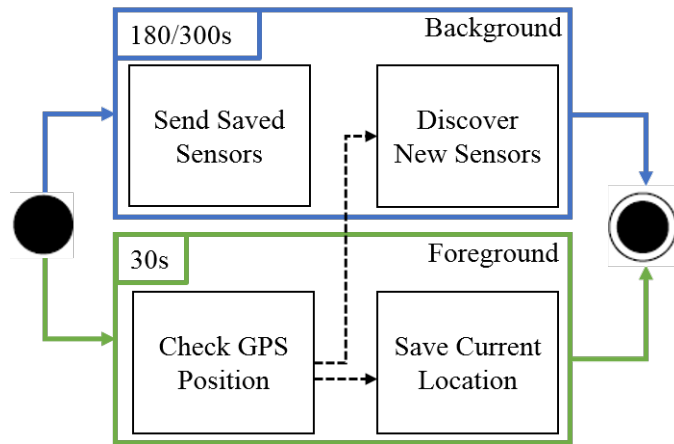 180/300s
Background
Send Saved
Sensors
Discover
New Sensors
30s
Foreground
Check GPS
Position
Save Current
Location